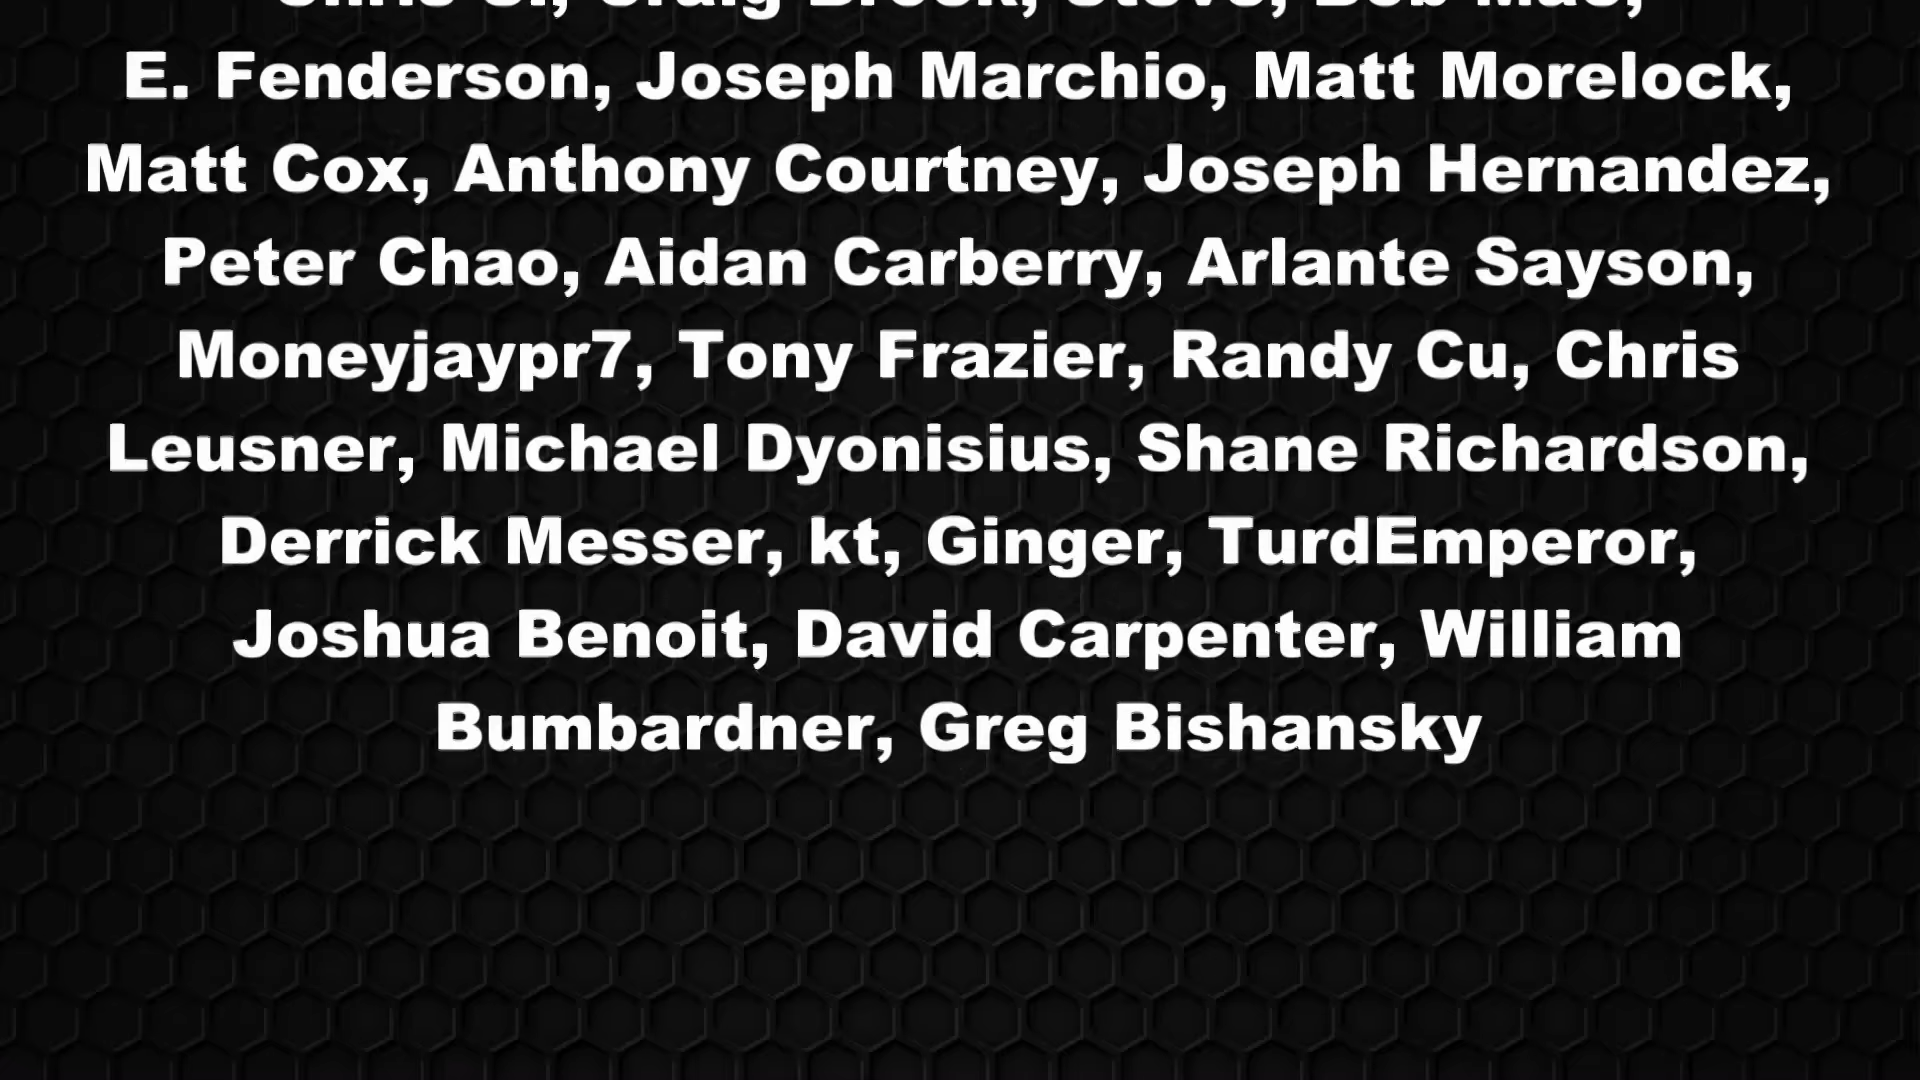 Steve, Bob
E. Fenderson, Joseph Marchio, Matt Morelock,
Matt Cox, Anthony Courtney, Joseph Hernandez,
Peter Chao, Aidan Carberry, Arlante Sayson,
Moneyjaypr7, Tony Frazier, Randy Cu, Chris
Leusner, Michael Dyonisius, Shane Richardson,
Derrick Messer, kt, Ginger, TurdEmperor,
Joshua Benoit, David Carpenter, William
Bumbardner, Greg Bishansky